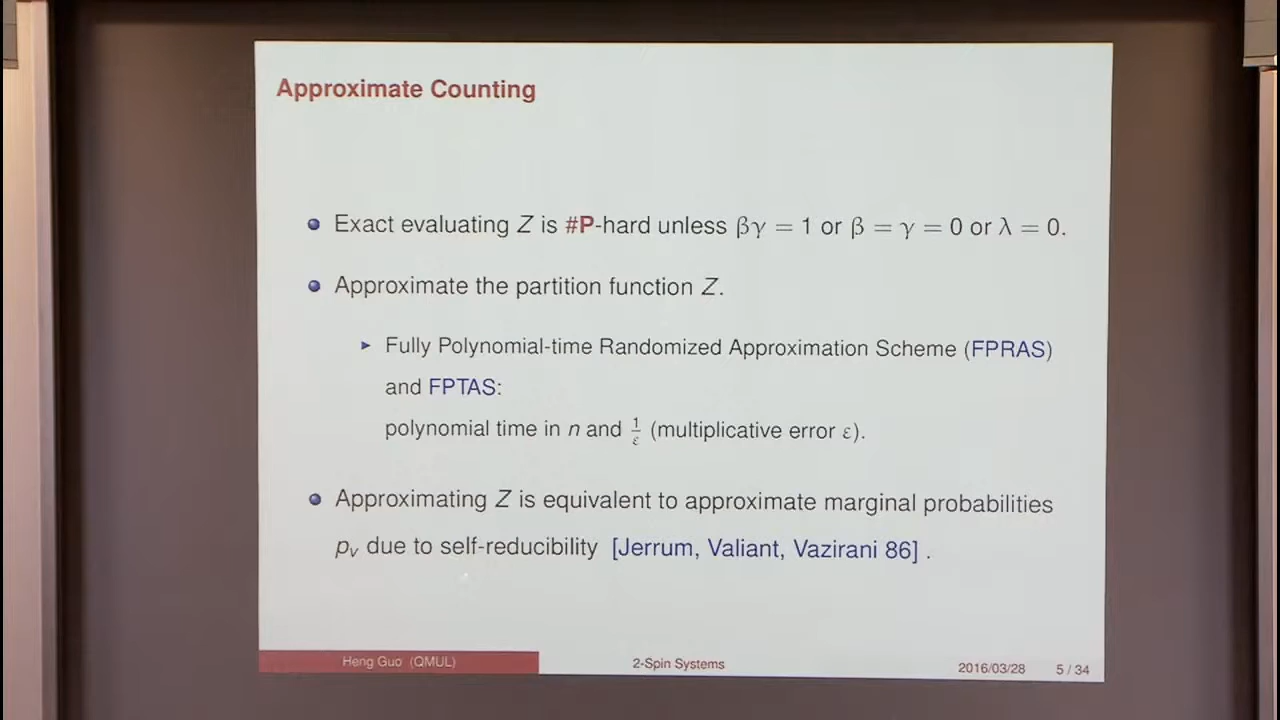 Approximate Counting
Exact evaluating Z is #P-hard unless βγ = 1 or β = γ = 0 or λ = 0.
Approximate the partition function Z.
Fully Polynomial-time Randomized Approximation Scheme (FPRAS)
and FPTAS:
polynomial time in n and 1/ε (multiplicative error ε).
Approximating Z is equivalent to approximate marginal probabilities
pᵥ due to self-reducibility [Jerrum, Valiant, Vazirani 86] .
Heng Guo (QMUL) 2-Spin Systems 2016/03/28 5 / 34